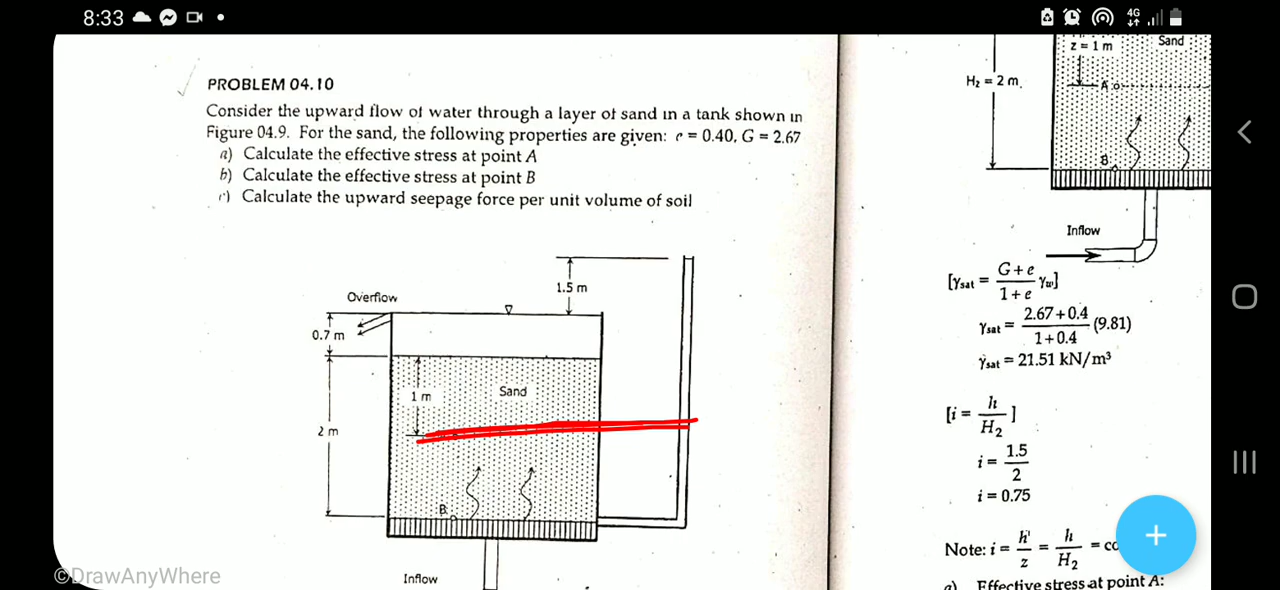 8:33
4G
PROBLEM 04.10
Consider the upward flow of water through a layer of sand in a tank shown in
Figure 04.9. For the sand, the following properties are given: e = 0.40, G = 2.67
a) Calculate the effective stress at point A
b) Calculate the effective stress at point B
c) Calculate the upward seepage force per unit volume of soil
1.5 m
Overflow
0.7 m
1 m
Sand
2 m
B
Inflow
©DrawAnyWhere
z = 1 m
Sand
H₂ = 2 m
A
B
Inflow
[γsat = G + e / 1 + e γw]
γsat = 2.67 + 0.4 / 1 + 0.4 (9.81)
γsat = 21.51 kN/m³
[i = h / H₂]
i = 1.5 / 2
i = 0.75
Note: i = h' / z = h / H₂ = co
a) Effective stress at point A: